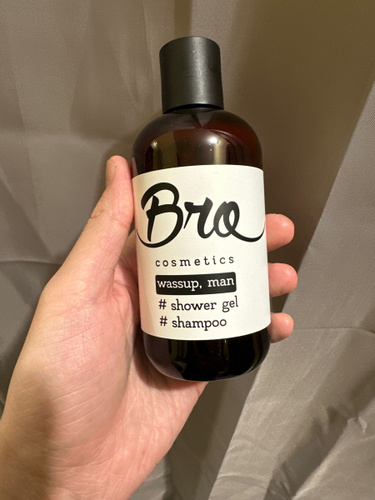 Bro
cosmetics
wassup, man
# shower gel
# shampoo